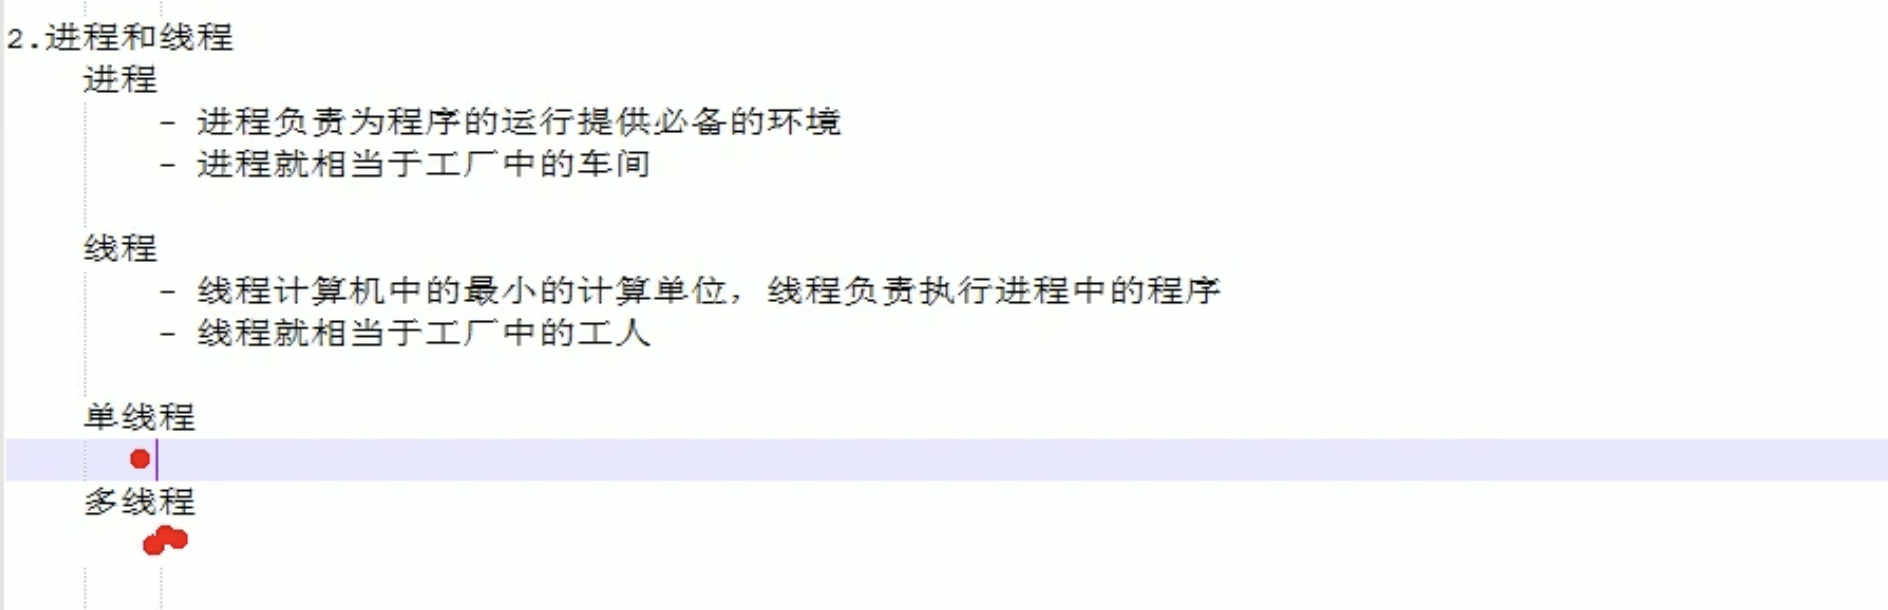 2.进程和线程
进程
- 进程负责为程序的运行提供必备的环境
- 进程就相当于工厂中的车间
线程
- 线程计算机中的最小的计算单位，线程负责执行进程中的程序
- 线程就相当于工厂中的工人
单线程
多线程